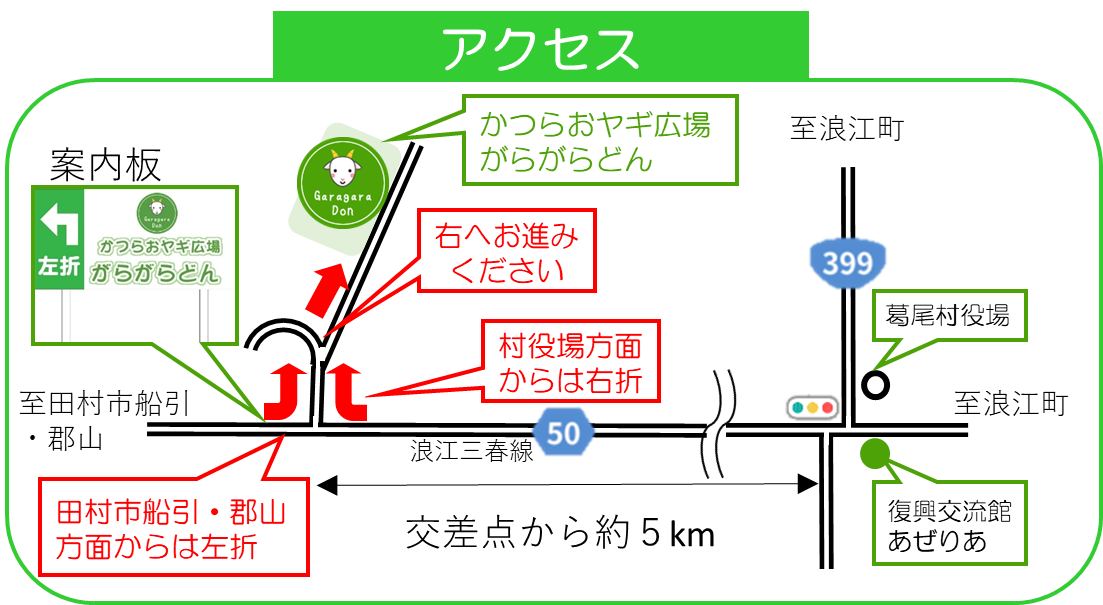 アクセス
かつらおヤギ広場
がらがらどん
至浪江町
案内板
Garagara
Don
左折
Garagara
Don
かつらおヤギ広場
がらがらどん
右へお進み
ください
399
葛尾村役場
村役場方面
からは右折
至田村市船引
・郡山
至浪江町
50
浪江三春線
田村市船引・郡山
方面からは左折
交差点から約5km
復興交流館
あぜりあ